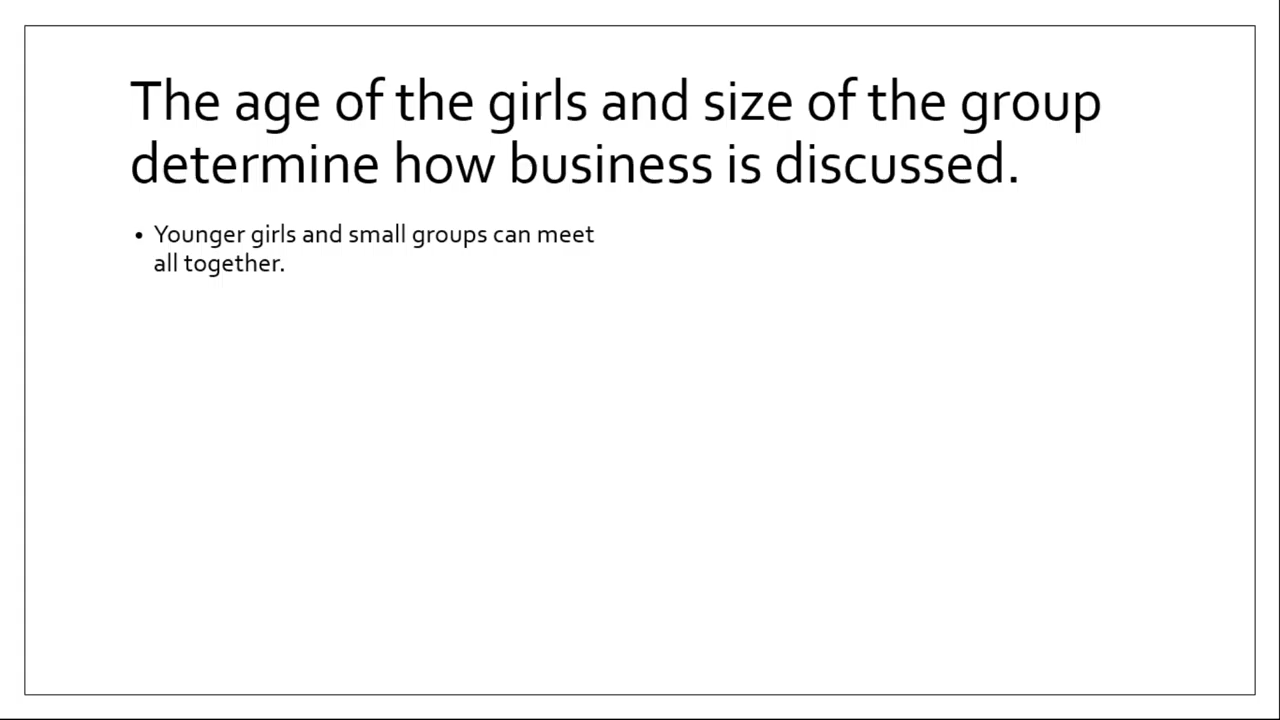 The age of the girls and size of the group
determine how business is discussed.
• Younger girls and small groups can meet
all together.